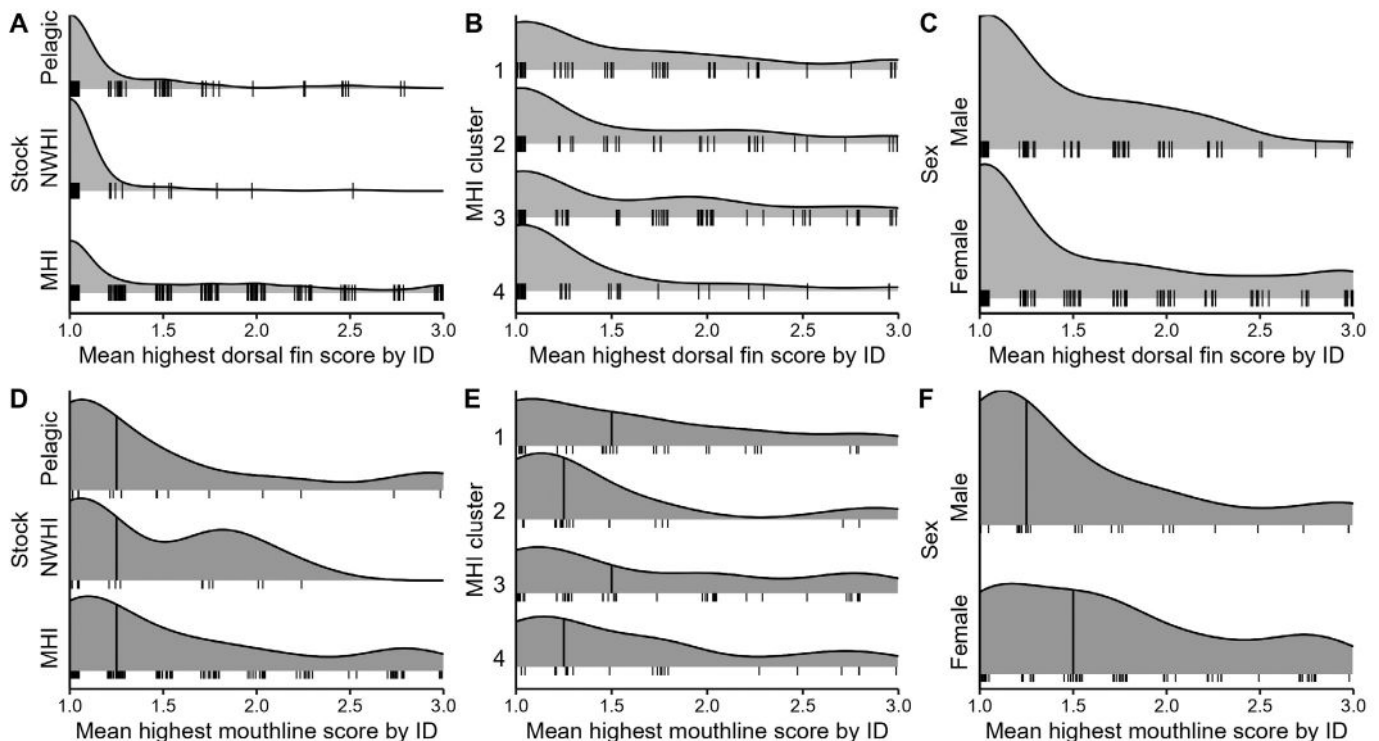 A
Stock
Pelagic
NWHI
MHI
1.0 1.5 2.0 2.5 3.0
Mean highest dorsal fin score by ID
B
MHI cluster
1
2
3
4
1.0 1.5 2.0 2.5 3.0
Mean highest dorsal fin score by ID
C
Sex
Male
Female
1.0 1.5 2.0 2.5 3.0
Mean highest dorsal fin score by ID
D
Stock
Pelagic
NWHI
MHI
1.0 1.5 2.0 2.5 3.0
Mean highest mouthline score by ID
E
MHI cluster
1
2
3
4
1.0 1.5 2.0 2.5 3.0
Mean highest mouthline score by ID
F
Sex
Male
Female
1.0 1.5 2.0 2.5 3.0
Mean highest mouthline score by ID